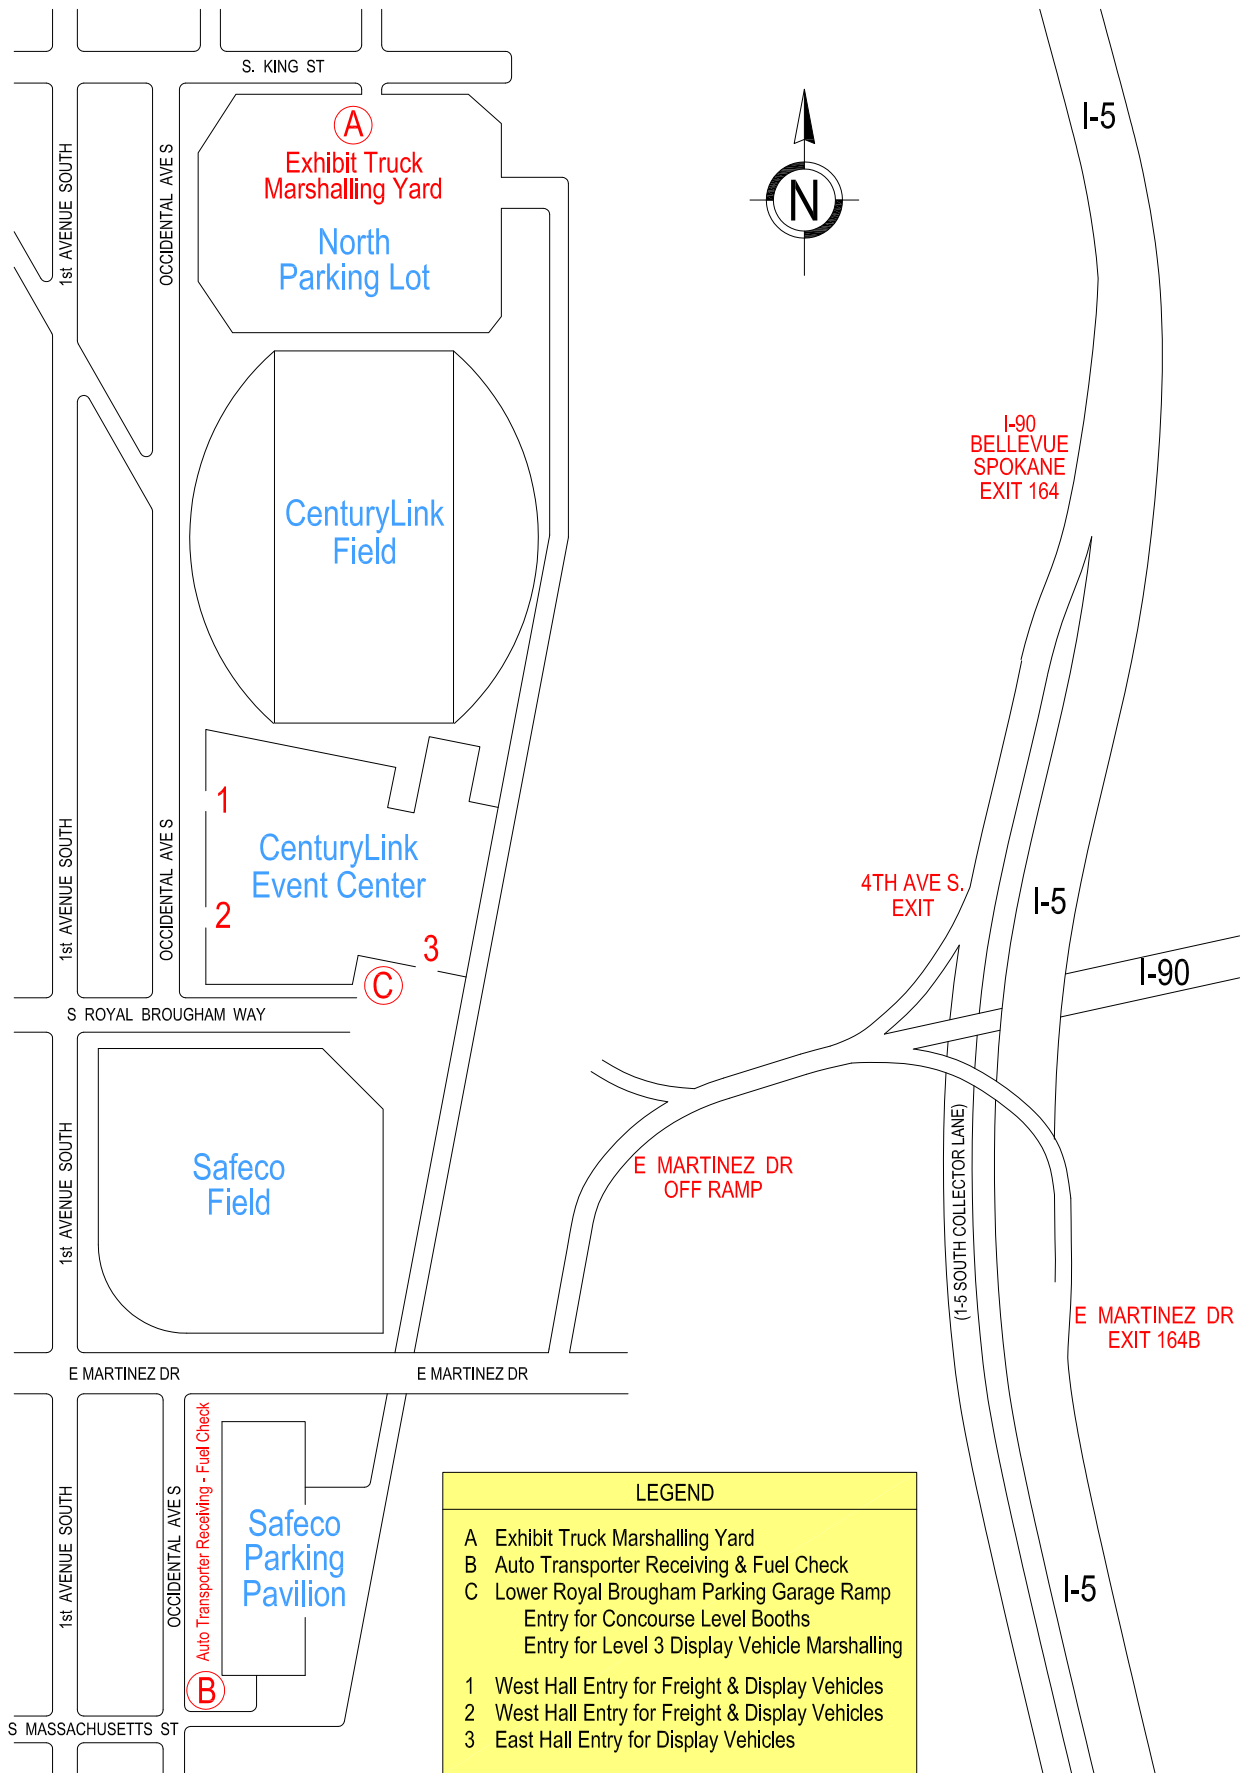 S. KING ST
A
Exhibit Truck
Marshalling Yard
North
Parking Lot
1st AVENUE SOUTH
OCCIDENTAL AVE S
N
I-5
I-90
BELLEVUE
SPOKANE
EXIT 164
CenturyLink
Field
1
CenturyLink
Event Center
2
3
C
1st AVENUE SOUTH
OCCIDENTAL AVE S
4TH AVE S.
EXIT
I-5
I-90
S ROYAL BROUGHAM WAY
Safeco
Field
1st AVENUE SOUTH
E MARTINEZ DR
OFF RAMP
(1-5 SOUTH COLLECTOR LANE)
E MARTINEZ DR
EXIT 164B
E MARTINEZ DR
E MARTINEZ DR
1st AVENUE SOUTH
OCCIDENTAL AVE S
Auto Transporter Receiving - Fuel Check
Safeco
Parking
Pavilion
B
S MASSACHUSETTS ST
I-5
LEGEND
A Exhibit Truck Marshalling Yard
B Auto Transporter Receiving & Fuel Check
C Lower Royal Brougham Parking Garage Ramp
Entry for Concourse Level Booths
Entry for Level 3 Display Vehicle Marshalling
1 West Hall Entry for Freight & Display Vehicles
2 West Hall Entry for Freight & Display Vehicles
3 East Hall Entry for Display Vehicles